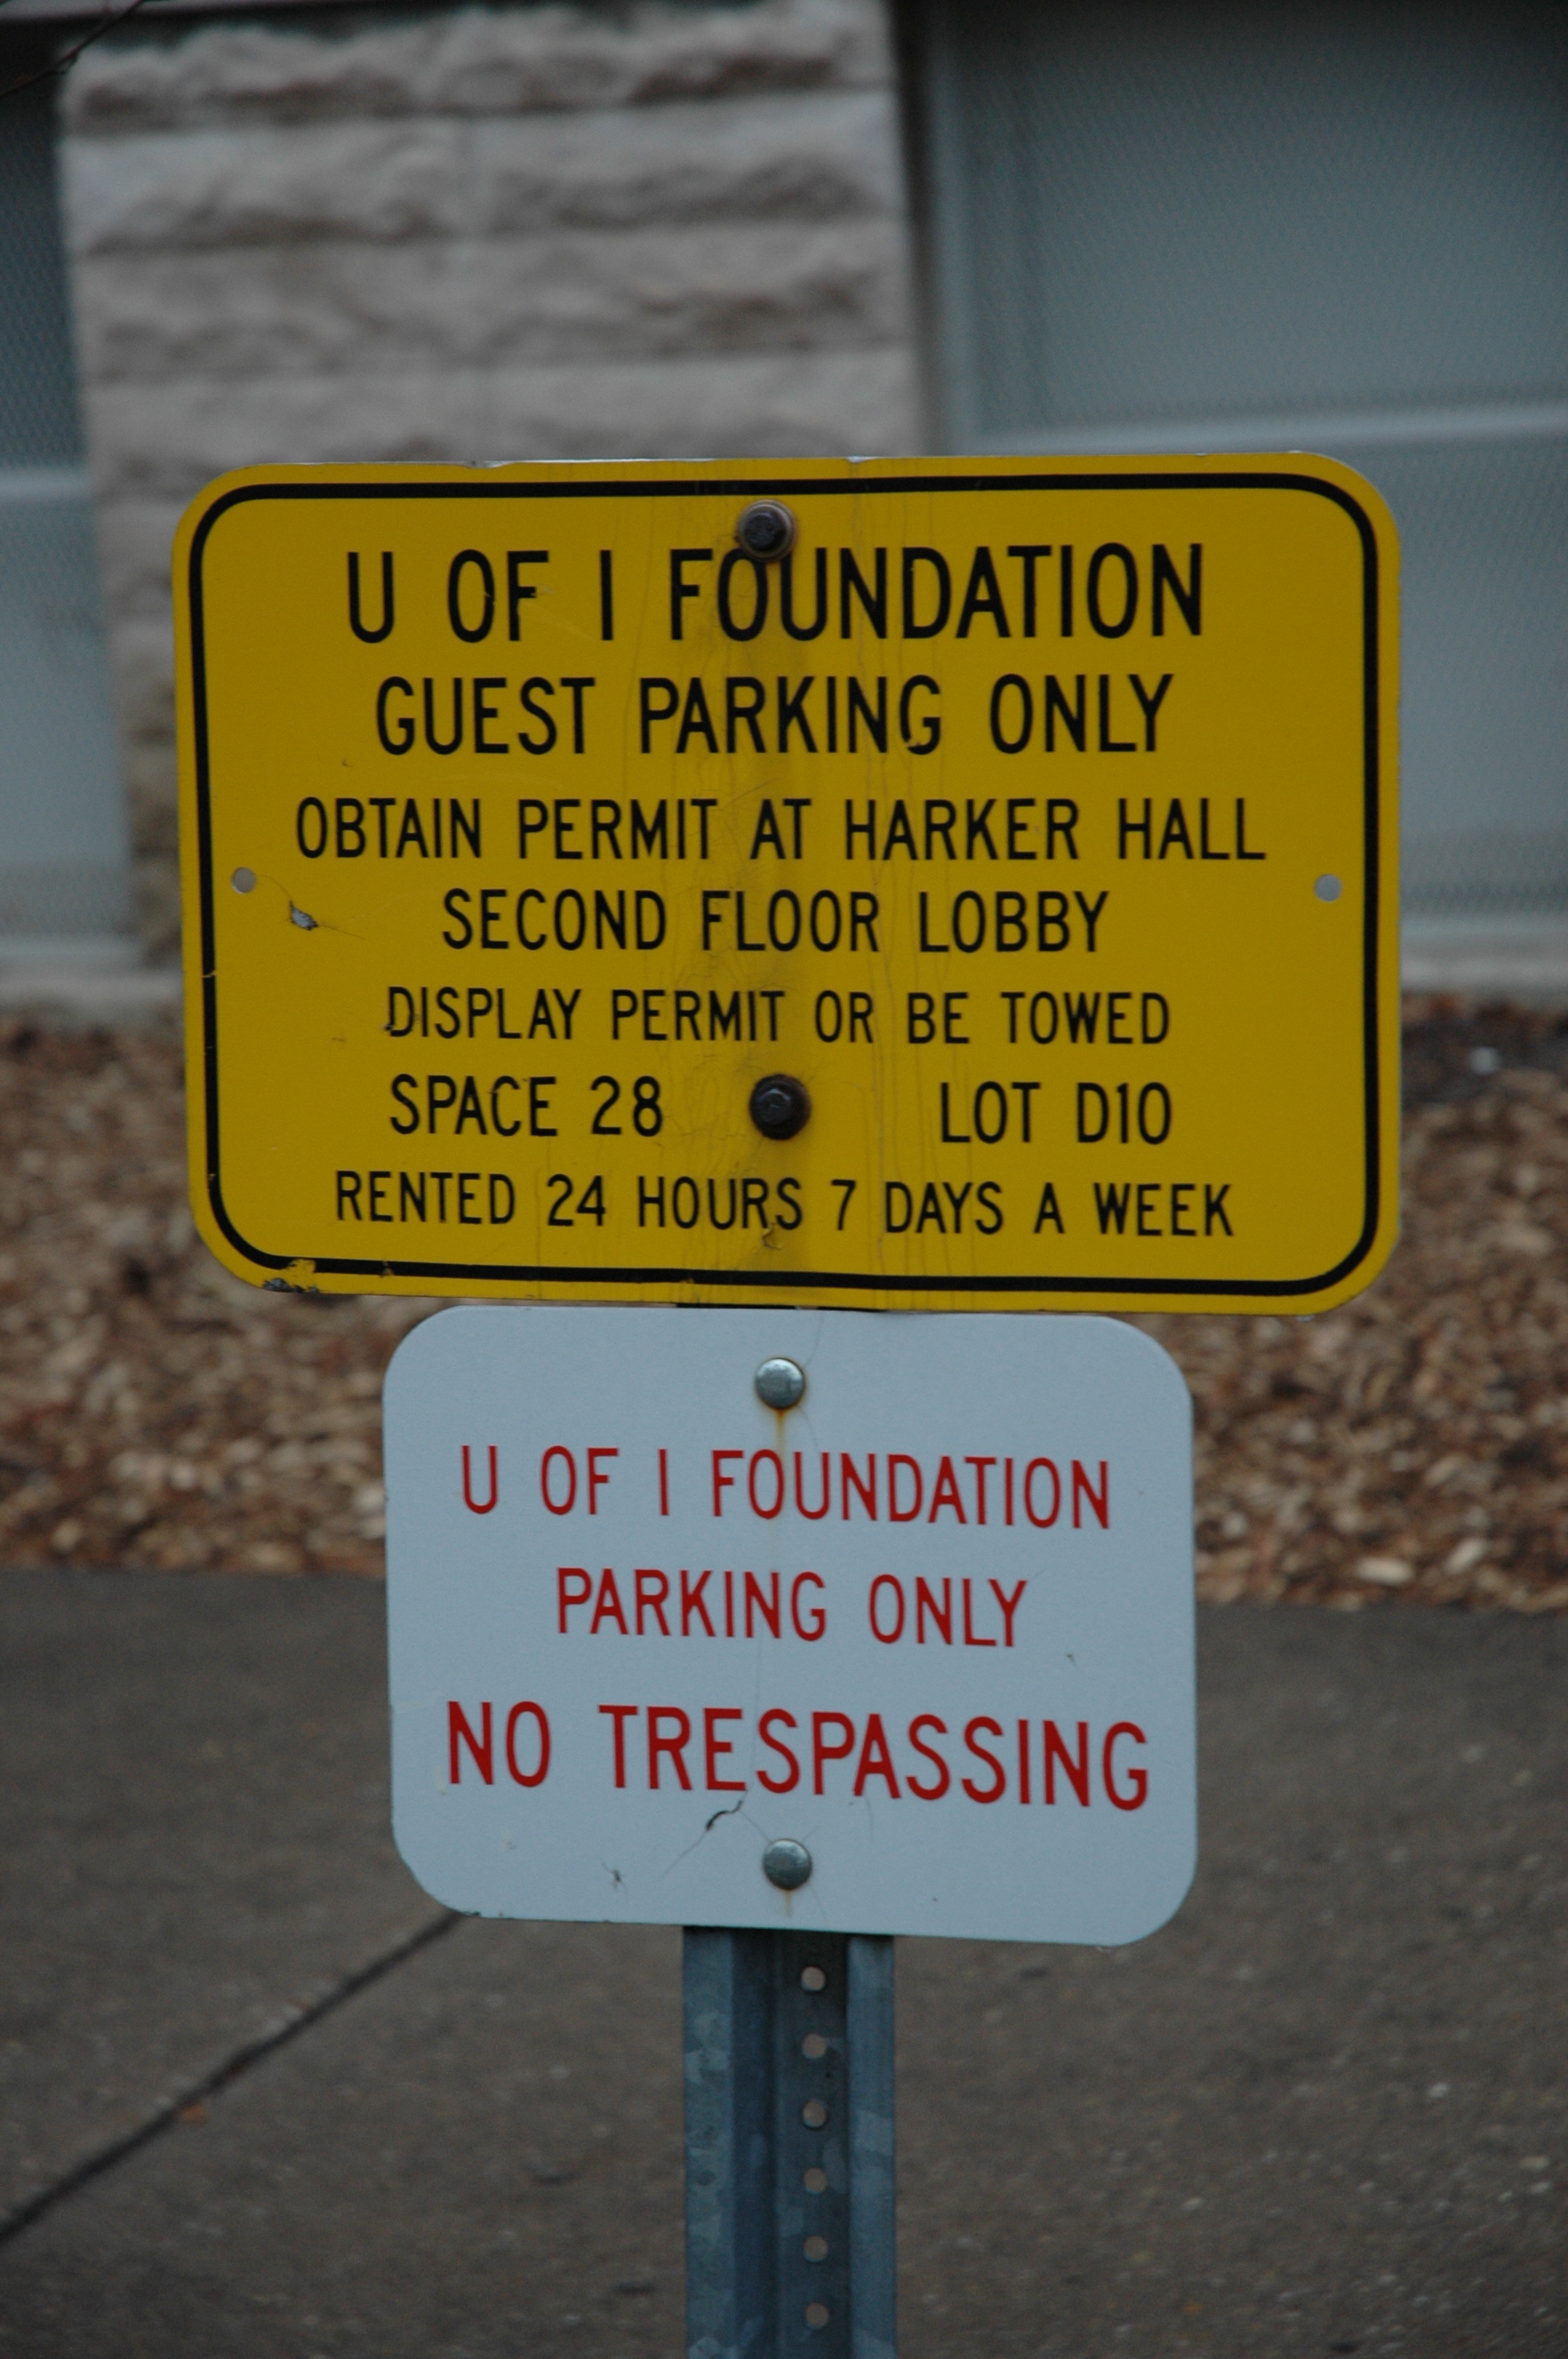 U OF I FOUNDATION
GUEST PARKING ONLY
OBTAIN PERMIT AT HARKER HALL
SECOND FLOOR LOBBY
DISPLAY PERMIT OR BE TOWED
SPACE 28 LOT D10
RENTED 24 HOURS 7 DAYS A WEEK
U OF I FOUNDATION
PARKING ONLY
NO TRESPASSING